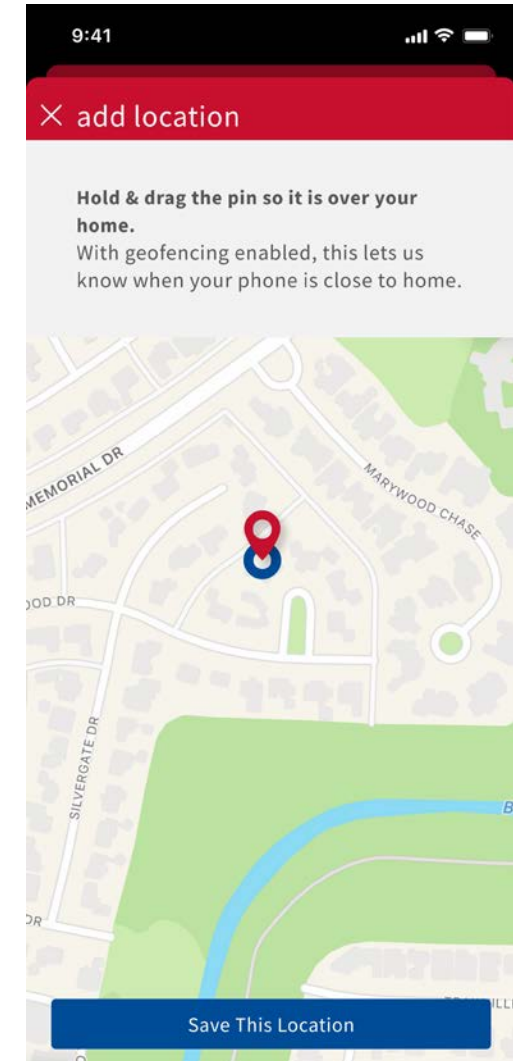 9:41
add location
Hold & drag the pin so it is over your
home.
With geofencing enabled, this lets us
know when your phone is close to home.
MEMORIAL DR
MARYWOOD CHASE
OOD DR
SILVERGATE DR
B
DR
Save This Location